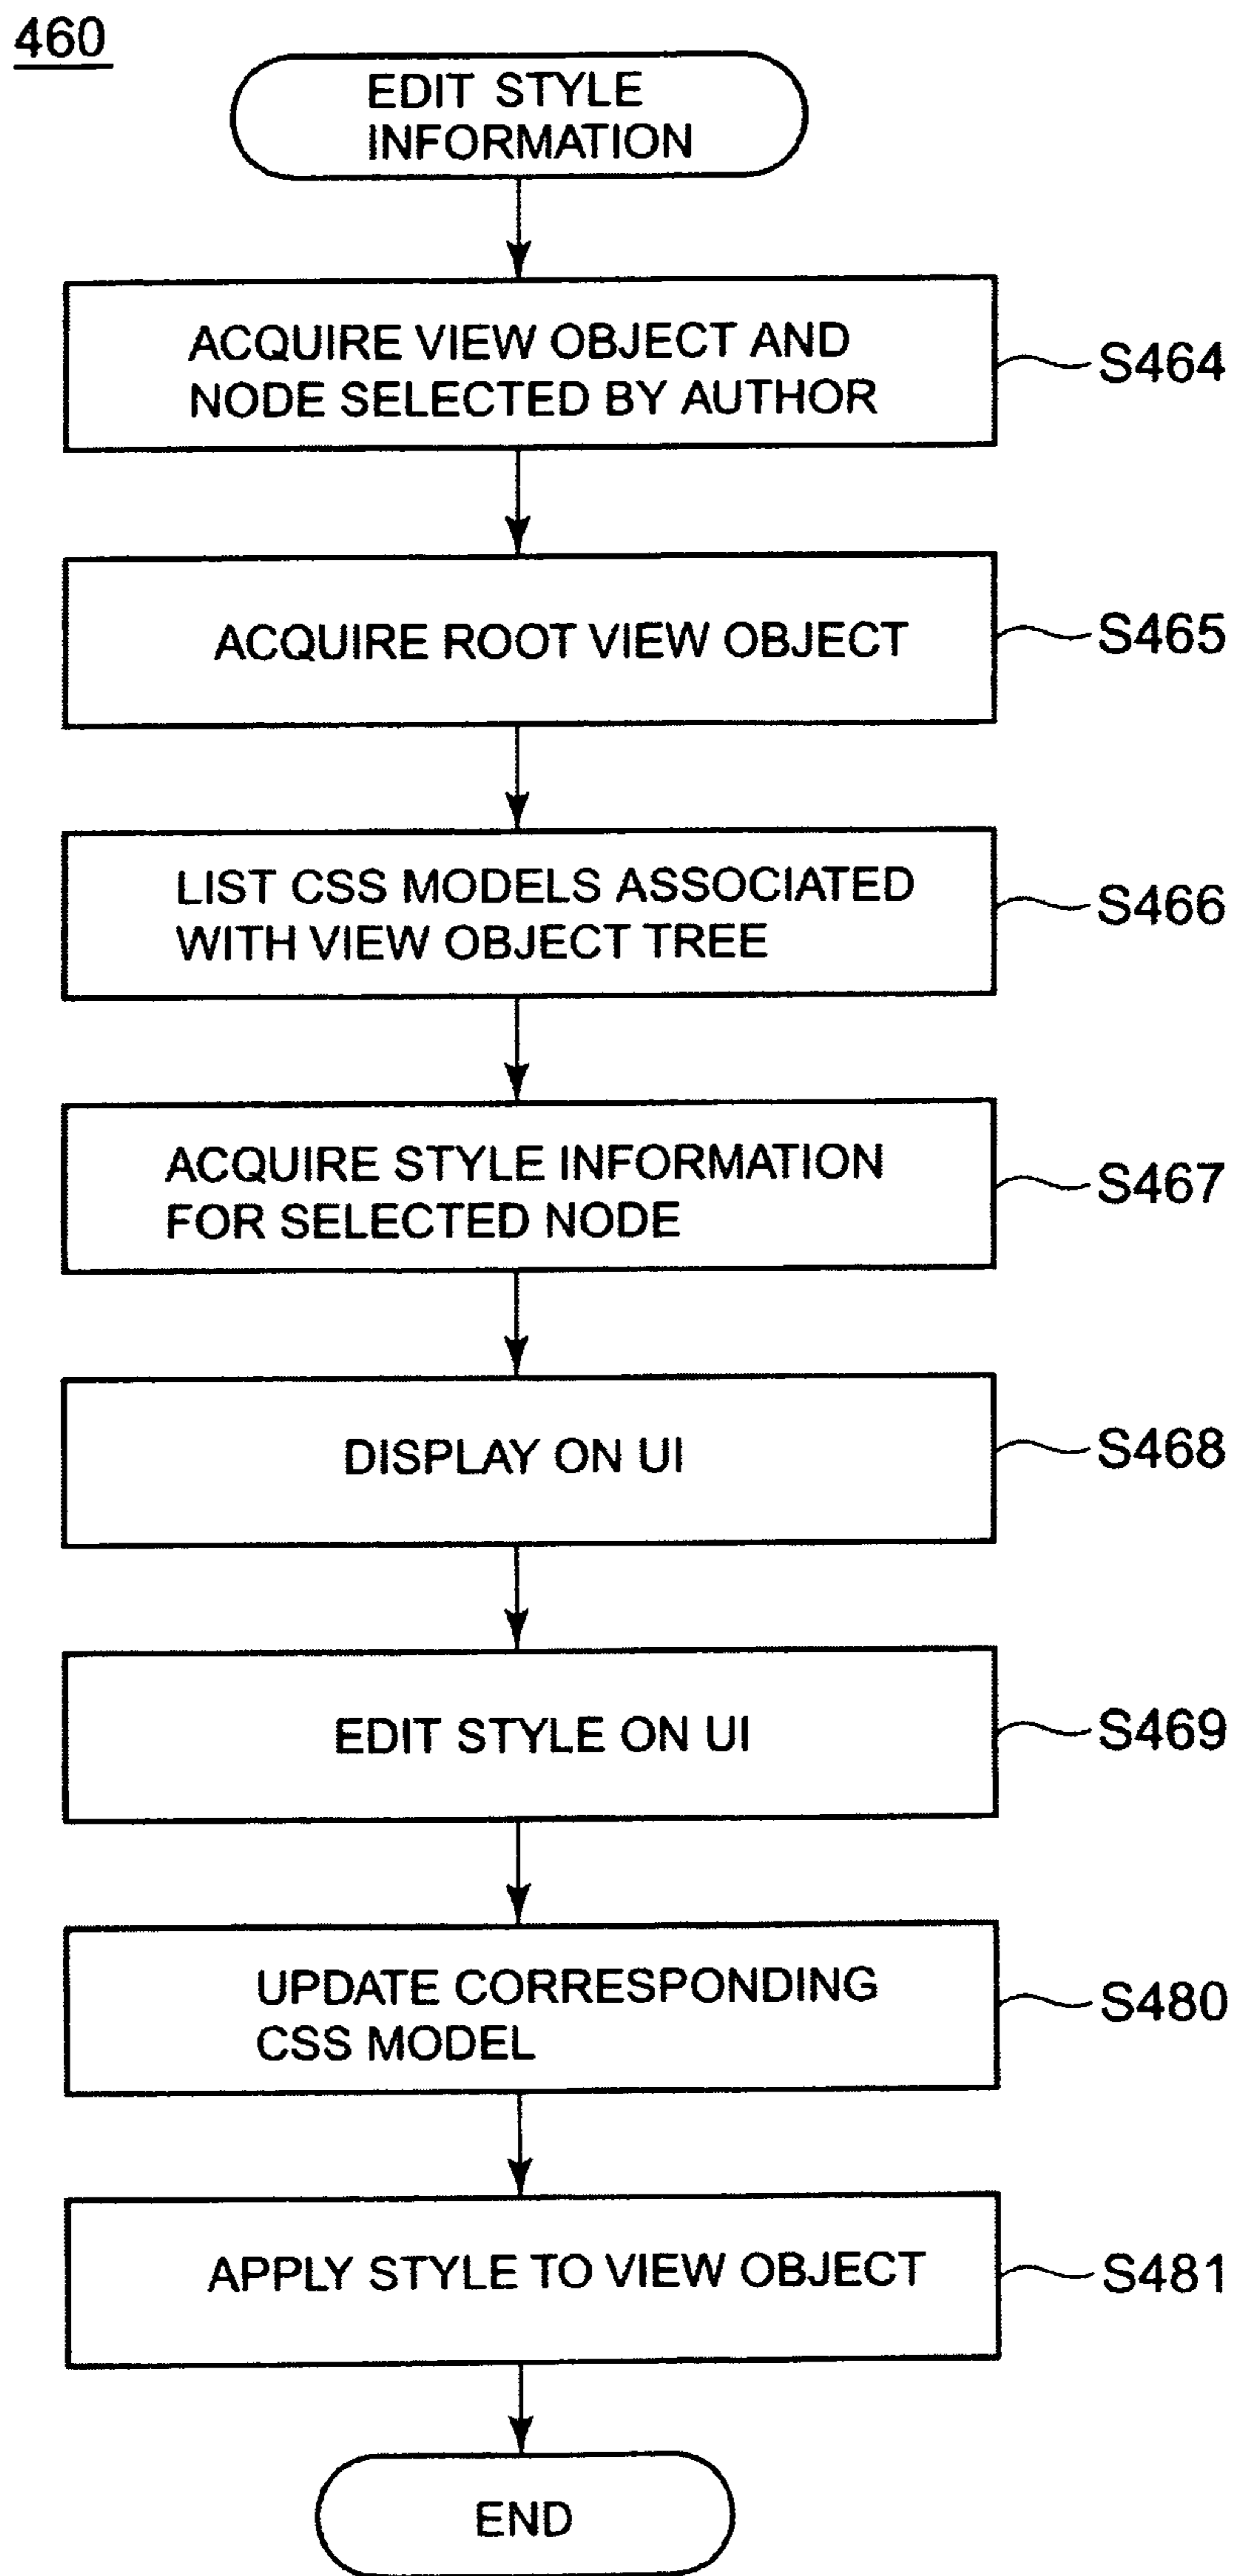 460
EDIT STYLE
INFORMATION
ACQUIRE VIEW OBJECT AND
NODE SELECTED BY AUTHOR
S464
ACQUIRE ROOT VIEW OBJECT
S465
LIST CSS MODELS ASSOCIATED
WITH VIEW OBJECT TREE
S466
ACQUIRE STYLE INFORMATION
FOR SELECTED NODE
S467
DISPLAY ON UI
S468
EDIT STYLE ON UI
S469
UPDATE CORRESPONDING
CSS MODEL
S480
APPLY STYLE TO VIEW OBJECT
S481
END